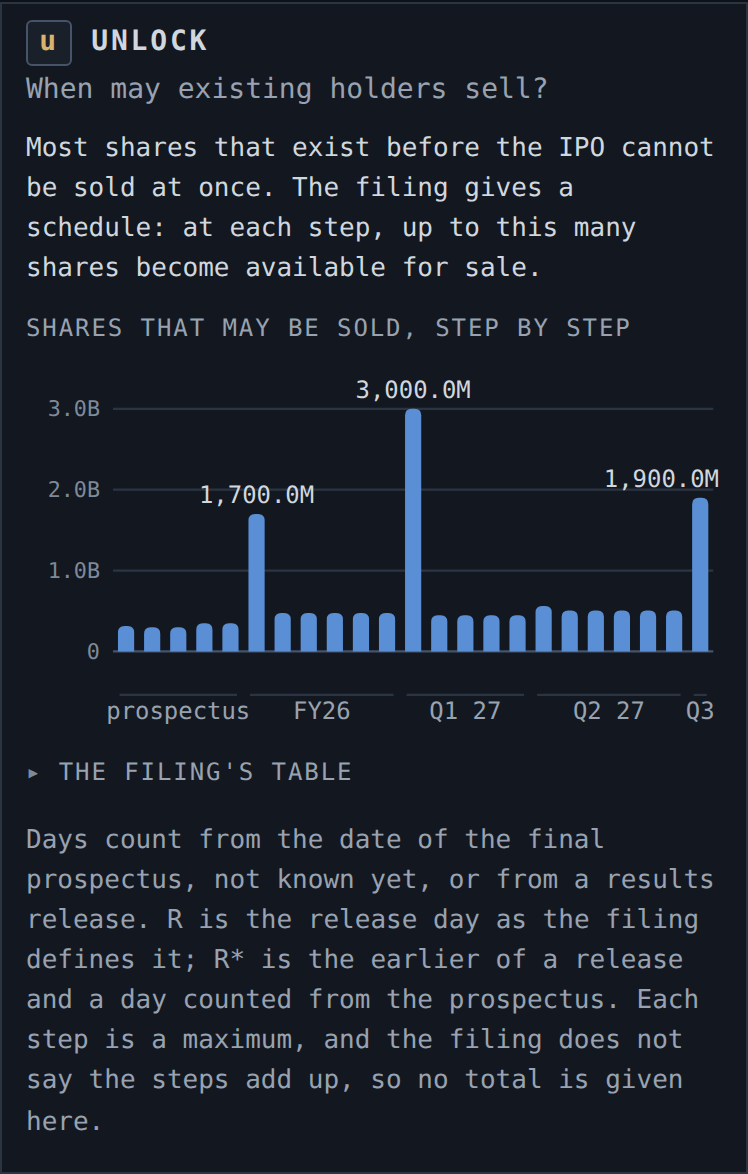 u UNLOCK
When may existing holders sell?
Most shares that exist before the IPO cannot
be sold at once. The filing gives a
schedule: at each step, up to this many
shares become available for sale.
SHARES THAT MAY BE SOLD, STEP BY STEP
3,000.0M
3.0B
1,900.0M
2.0B
1,700.0M
1.0B
0
prospectus FY26 Q1 27 Q2 27 Q3
▸ THE FILING'S TABLE
Days count from the date of the final
prospectus, not known yet, or from a results
release. R is the release day as the filing
defines it; R* is the earlier of a release
and a day counted from the prospectus. Each
step is a maximum, and the filing does not
say the steps add up, so no total is given
here.